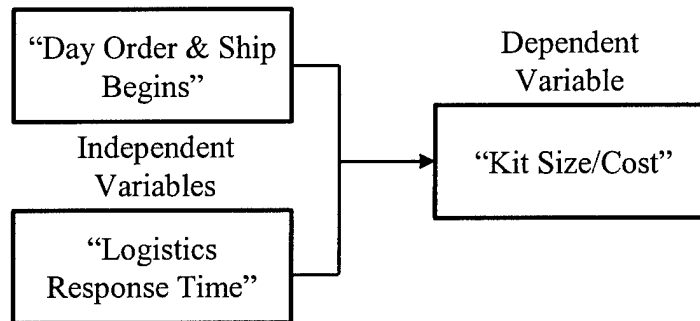 “Day Order & Ship
Begins”
Independent
Variables
“Logistics
Response Time”
Dependent
Variable
“Kit Size/Cost”